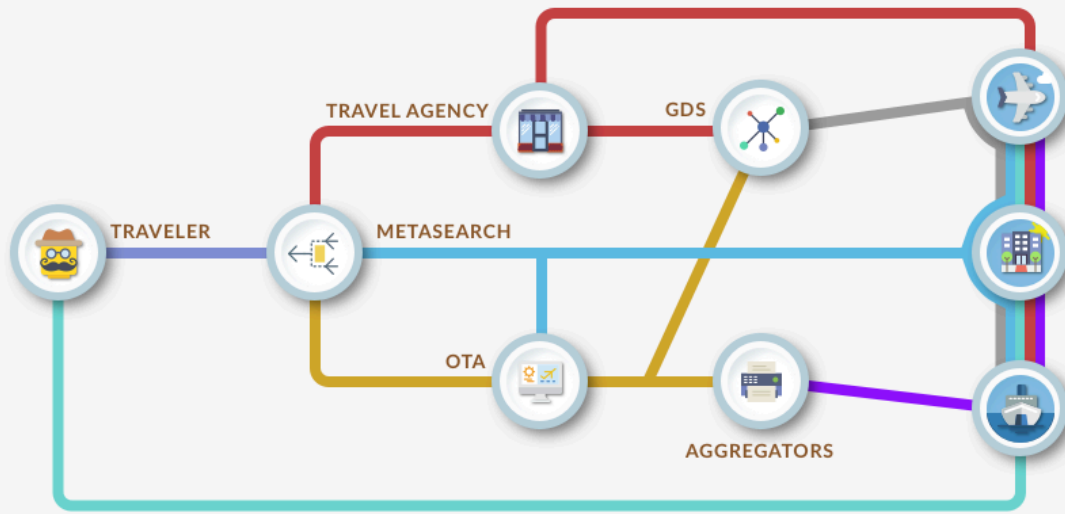 TRAVEL AGENCY
GDS
TRAVELER
METASEARCH
OTA
AGGREGATORS